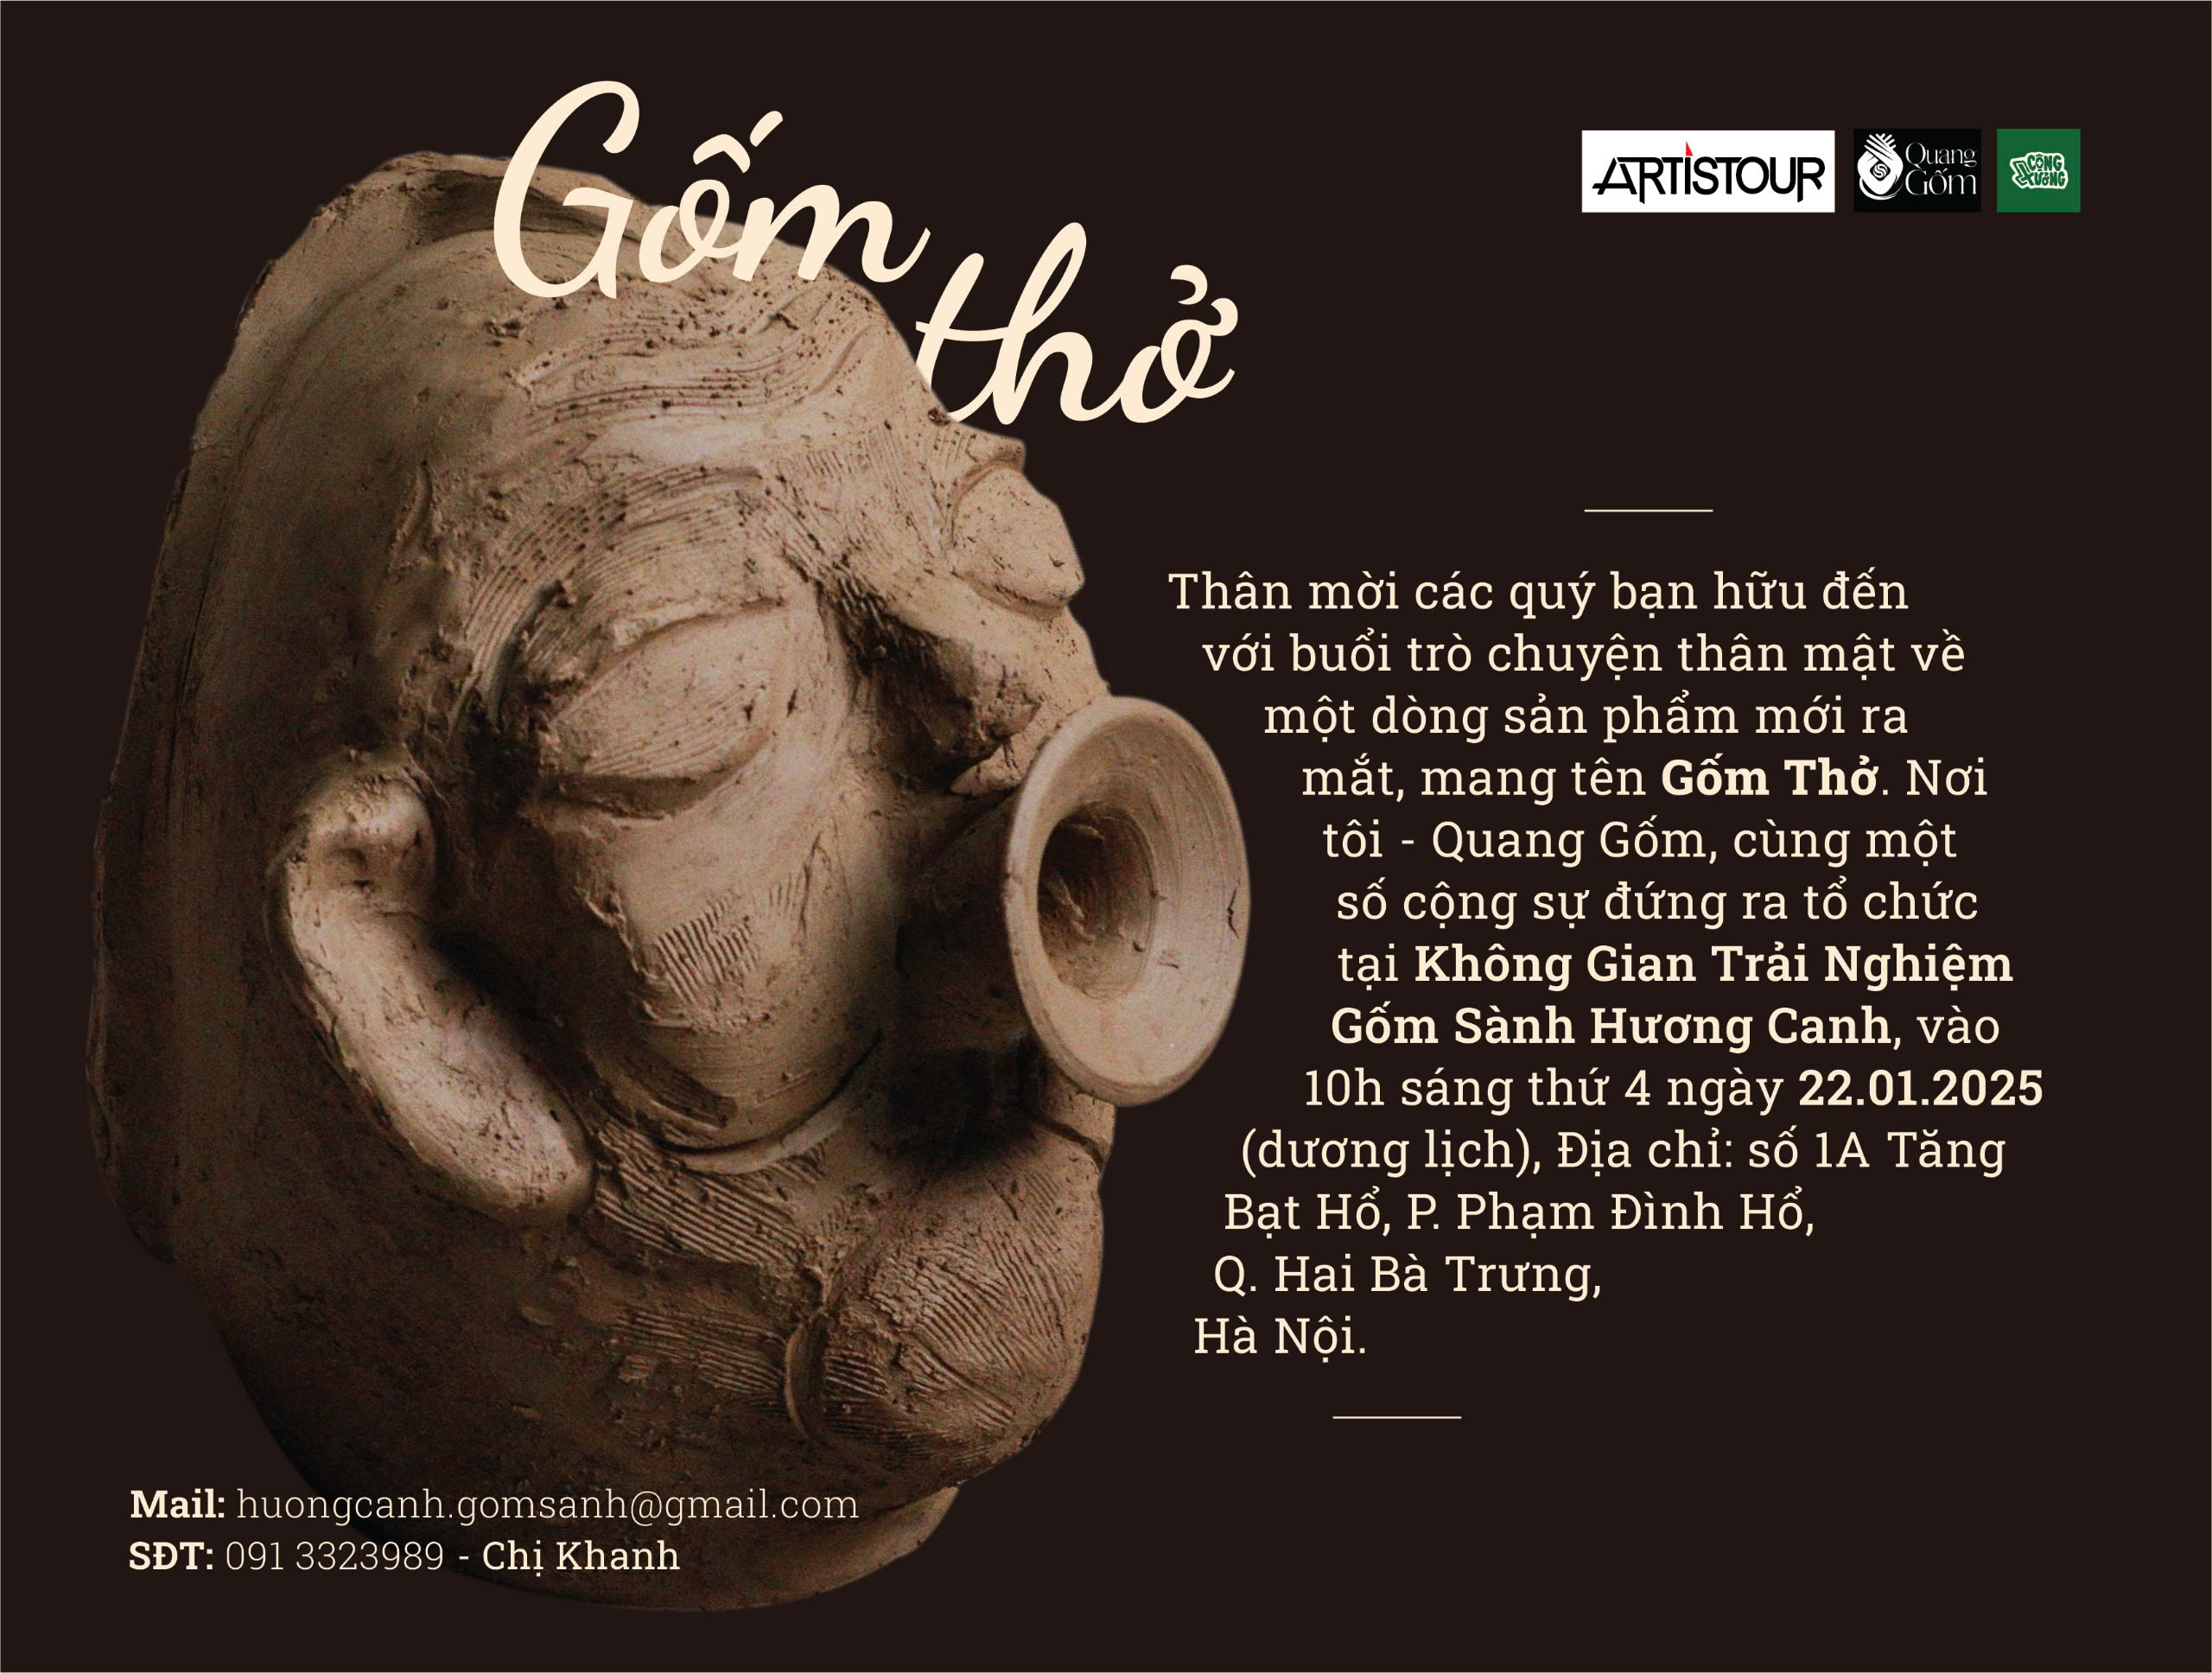 Gốm
thở
ARTISTOUR
Quang
Gốm
CÔNG
XƯỞNG
Thân mời các quý bạn hữu đến
với buổi trò chuyện thân mật về
một dòng sản phẩm mới ra
mắt, mang tên Gốm Thở. Nơi
tôi - Quang Gốm, cùng một
số cộng sự đứng ra tổ chức
tại Không Gian Trải Nghiệm
Gốm Sành Hương Canh, vào
10h sáng thứ 4 ngày 22.01.2025
(dương lịch), Địa chỉ: số 1A Tăng
Bạt Hổ, P. Phạm Đình Hổ,
Q. Hai Bà Trưng,
Hà Nội.
Mail: huongcanh.gomsanh@gmail.com
SĐT: 091 3323989 - Chị Khanh